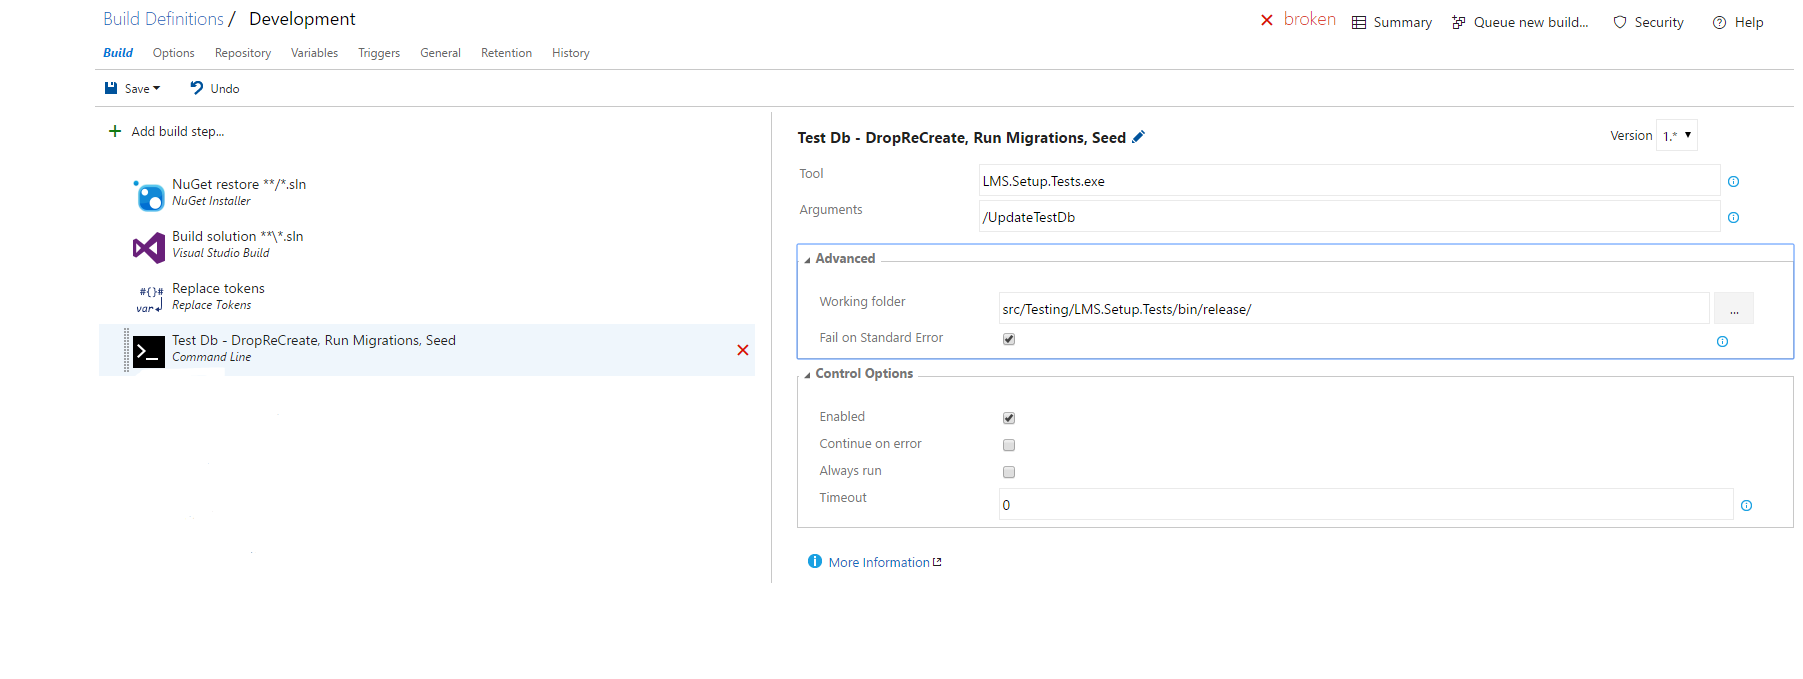 Build Definitions / Development
broken Summary Queue new build... Security Help
Build Options Repository Variables Triggers General Retention History
Save Undo
Add build step...
NuGet restore **/*.sln
NuGet Installer
Build solution **\*.sln
Visual Studio Build
#{}#
var
Replace tokens
Replace Tokens
>_
Test Db - DropReCreate, Run Migrations, Seed
Command Line
Test Db - DropReCreate, Run Migrations, Seed
Version 1.*
Tool LMS.Setup.Tests.exe
Arguments /UpdateTestDb
Advanced
Working folder src/Testing/LMS.Setup.Tests/bin/release/ ...
Fail on Standard Error
Control Options
Enabled
Continue on error
Always run
Timeout 0
More Information